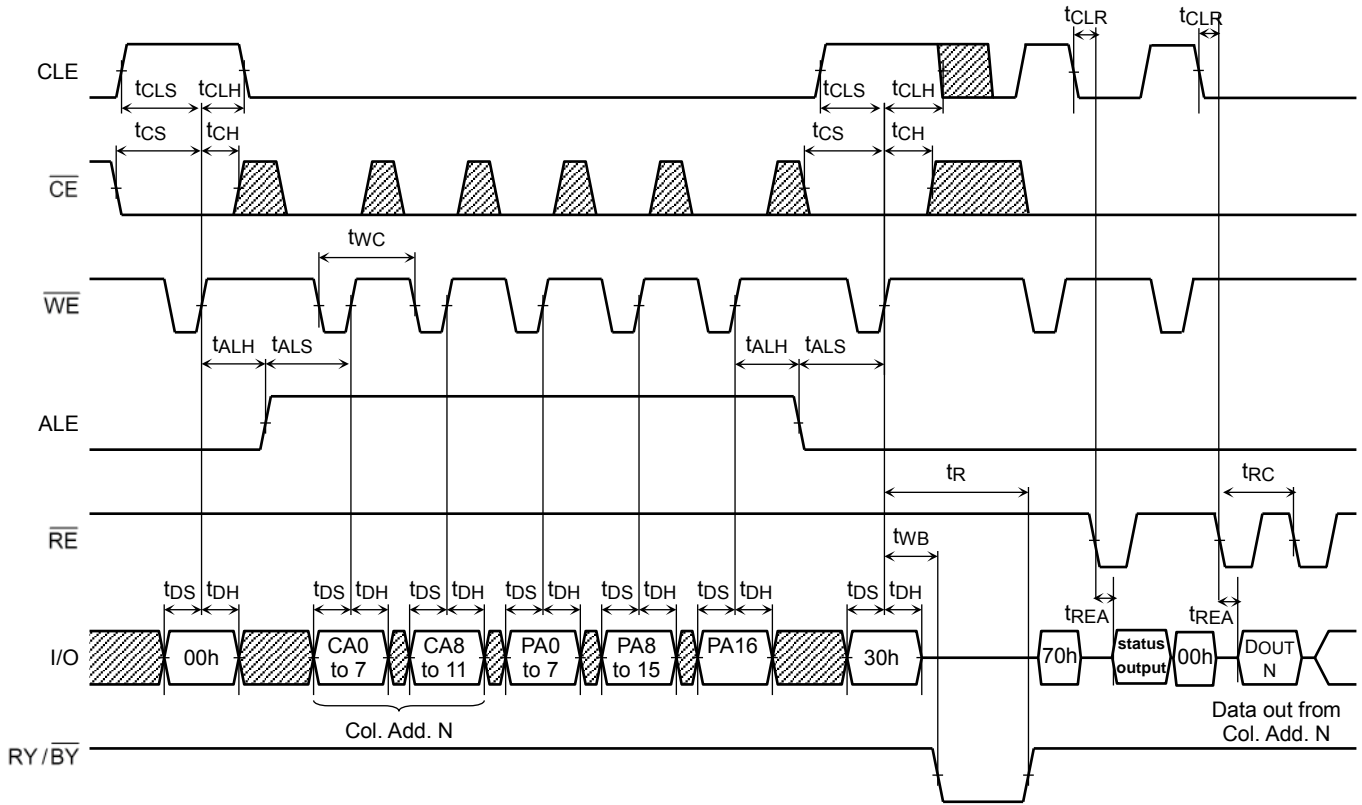 tCLR tCLR
CLE
tCLS tCLH tCLS tCLH
tCS tCH tCS tCH
CE
tWC
WE
tALH tALS tALH tALS
ALE
tR tRC
RE
tWB
tDS tDH tDS tDH tDS tDH tDS tDH tDS tDH tDS tDH tDS tDH
tREA tREA
I/O
00h
CA0 to 7
CA8 to 11
PA0 to 7
PA8 to 15
PA16
30h
70h
status output
00h
DOUT N
Col. Add. N
Data out from
Col. Add. N
RY/BY